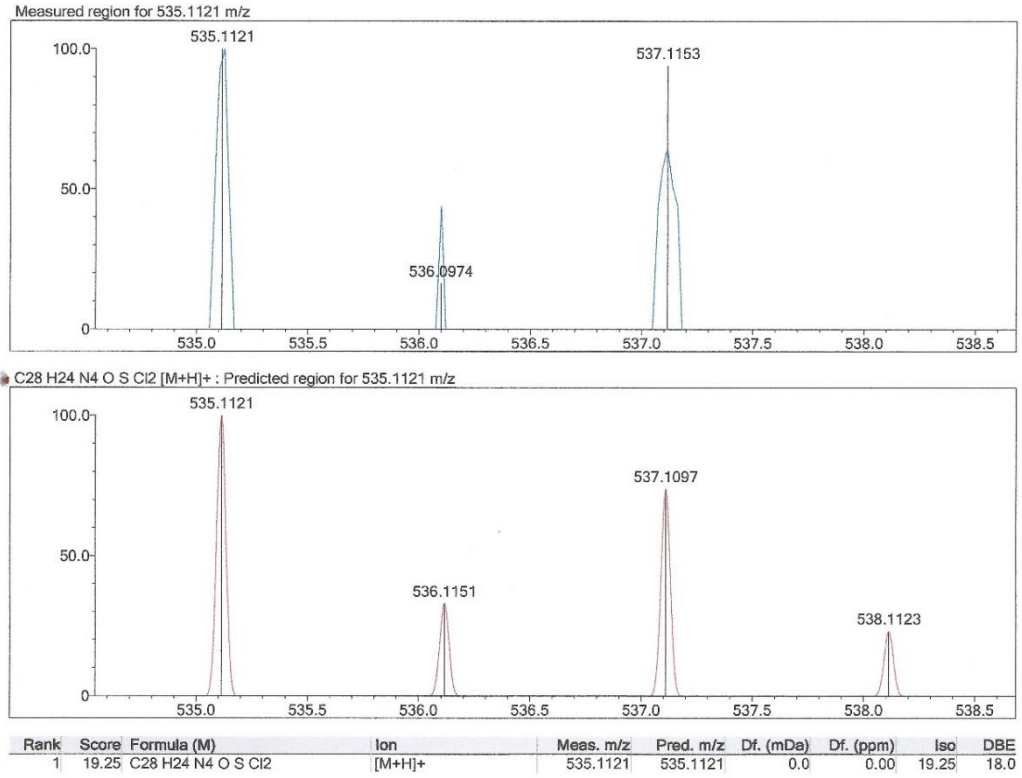 Measured region for 535.1121 m/z
535.1121
100.0
537.1153
50.0
536.0974
0
535.0 535.5 536.0 536.5 537.0 537.5 538.0 538.5
C28 H24 N4 O S Cl2 [M+H]+ : Predicted region for 535.1121 m/z
535.1121
100.0
537.1097
50.0
536.1151
538.1123
0
535.0 535.5 536.0 536.5 537.0 537.5 538.0 538.5
Rank Score Formula (M) Ion Meas. m/z Pred. m/z Df. (mDa) Df. (ppm) Iso DBE
1 19.25 C28 H24 N4 O S Cl2 [M+H]+ 535.1121 535.1121 0.0 0.00 19.25 18.0